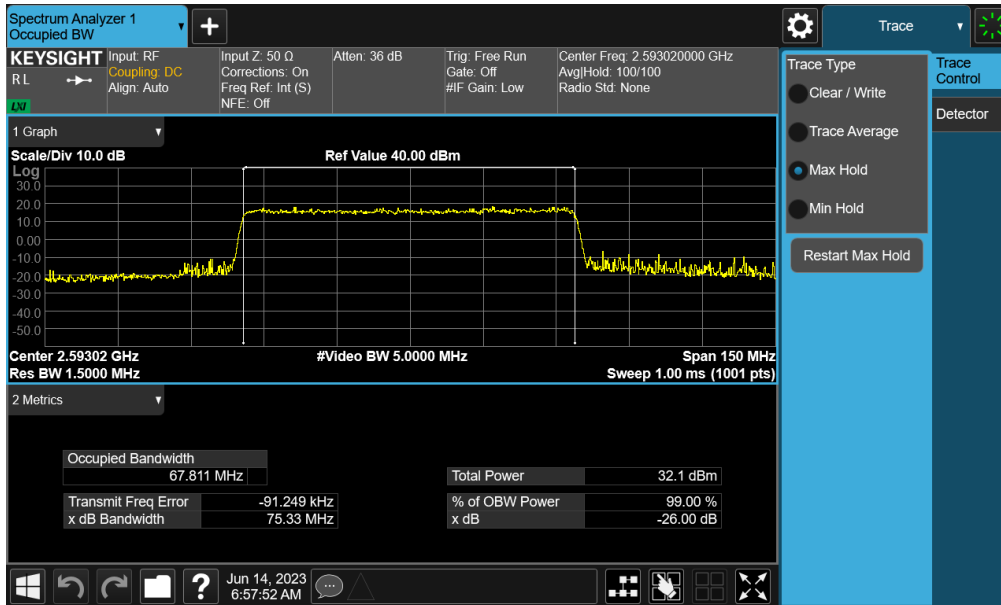 Spectrum Analyzer 1
Occupied BW
+
Trace
KEYSIGHT
R L
LXI
Input: RF
Coupling: DC
Align: Auto
Input Z: 50 Ω
Corrections: On
Freq Ref: Int (S)
NFE: Off
Atten: 36 dB
Trig: Free Run
Gate: Off
#IF Gain: Low
Center Freq: 2.593020000 GHz
Avg|Hold: 100/100
Radio Std: None
Trace Type
Clear / Write
Trace Average
Max Hold
Min Hold
Restart Max Hold
Trace
Control
Detector
1 Graph
Scale/Div 10.0 dB
Ref Value 40.00 dBm
Log
30.0
20.0
10.0
0.00
-10.0
-20.0
-30.0
-40.0
-50.0
Center 2.59302 GHz
#Video BW 5.0000 MHz
Span 150 MHz
Res BW 1.5000 MHz
Sweep 1.00 ms (1001 pts)
2 Metrics
Occupied Bandwidth
67.811 MHz
Total Power 32.1 dBm
Transmit Freq Error -91.249 kHz
% of OBW Power 99.00 %
x dB Bandwidth 75.33 MHz
x dB -26.00 dB
?
Jun 14, 2023
6:57:52 AM